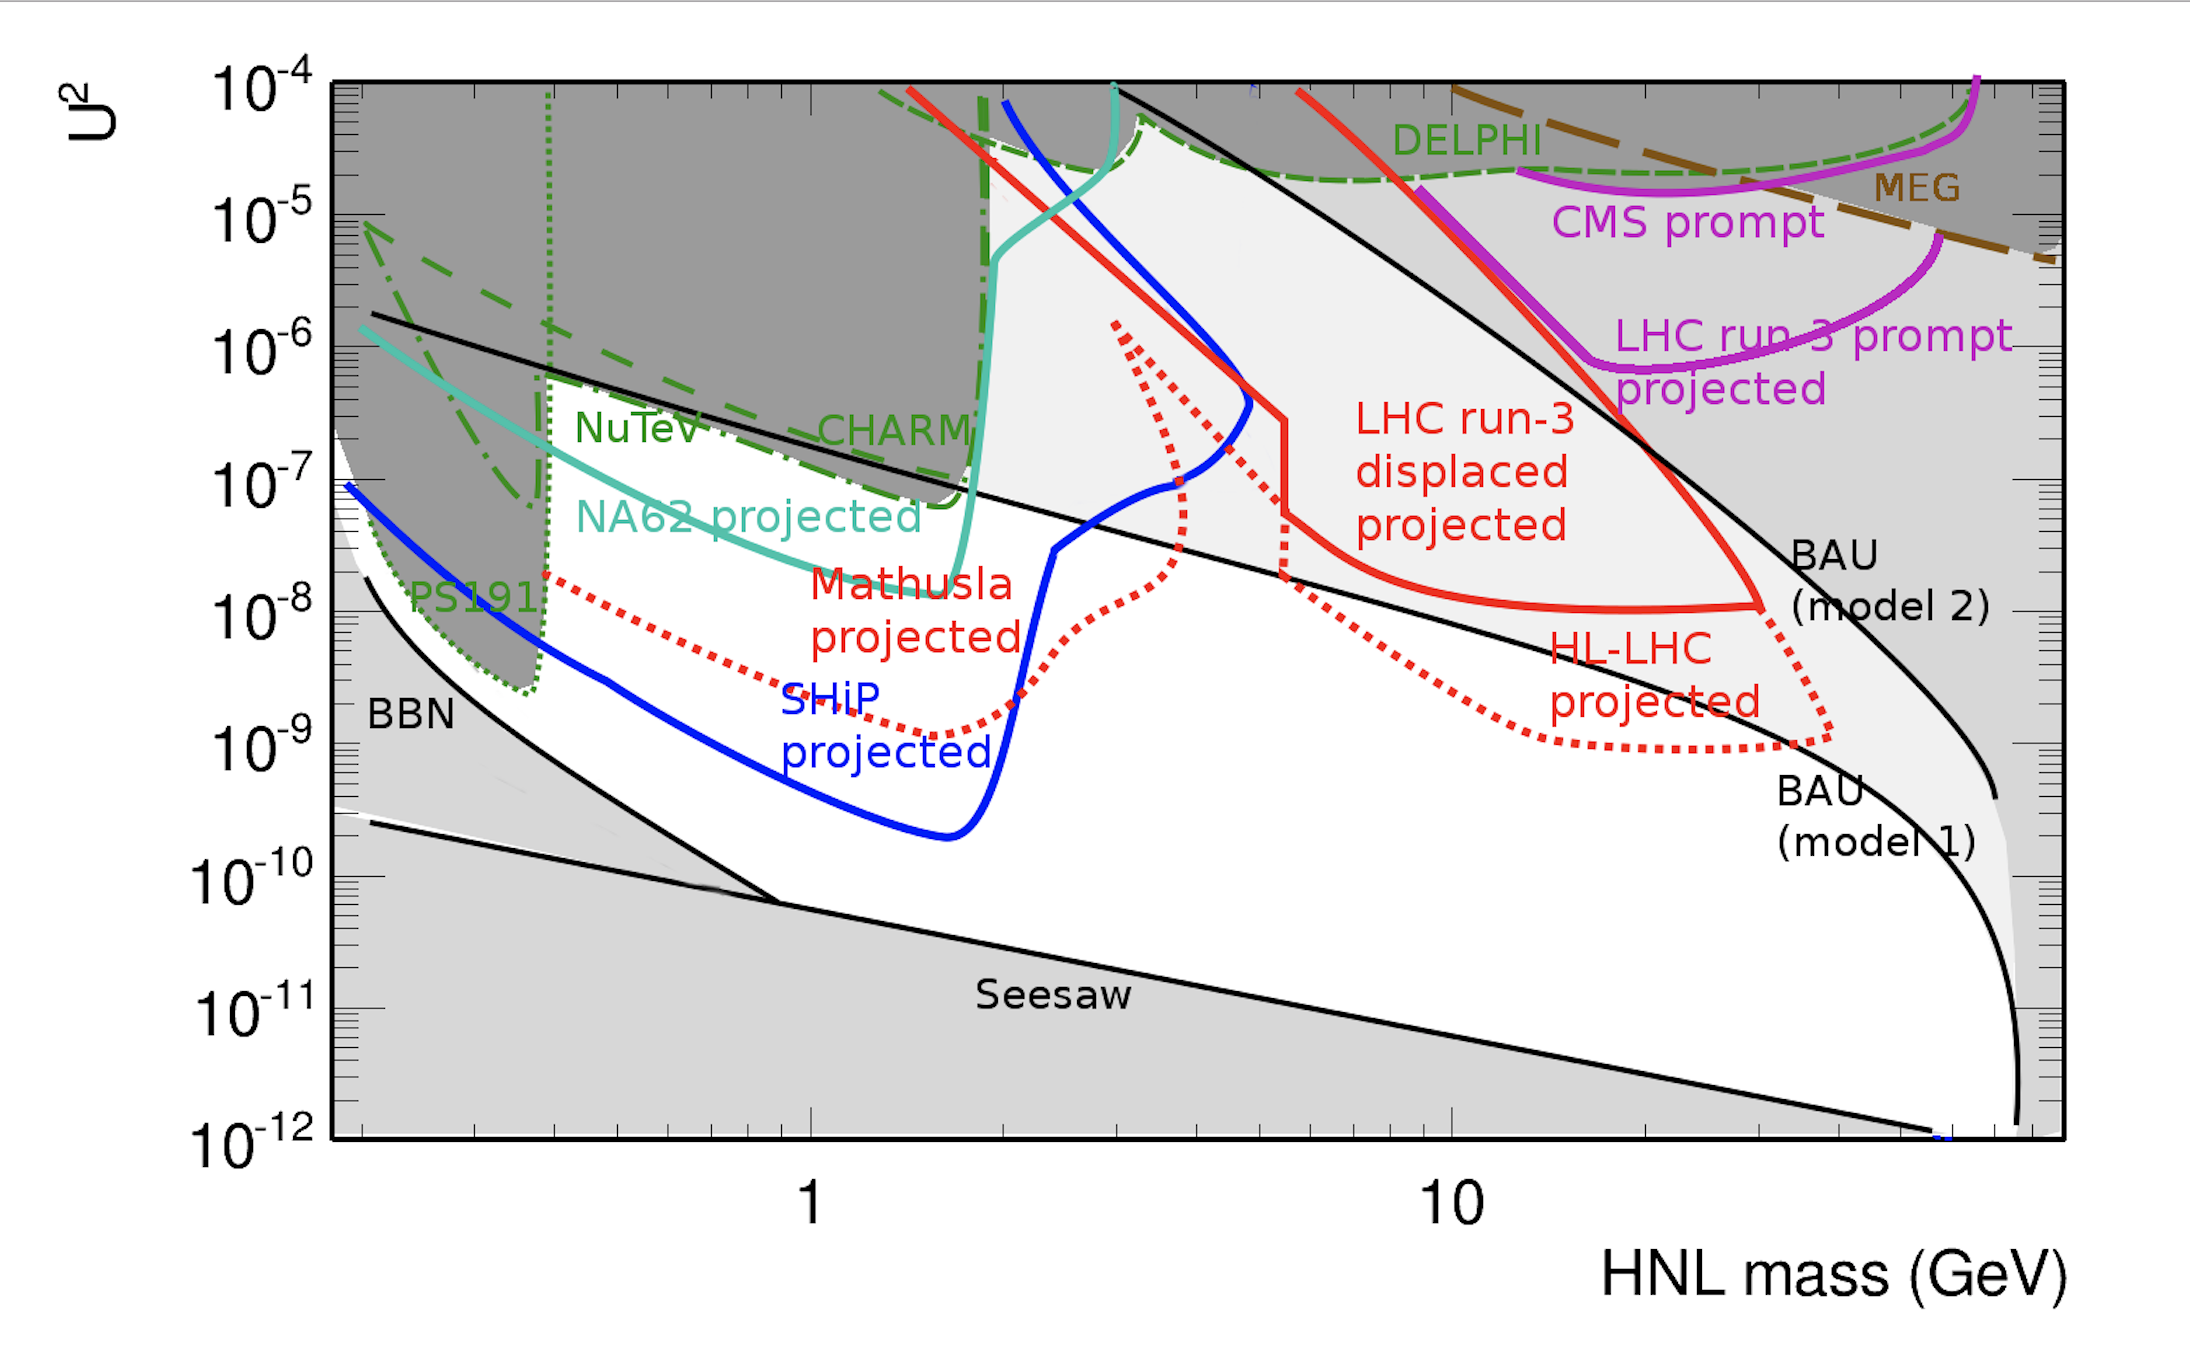 U²
10⁻⁴
10⁻⁵
10⁻⁶
10⁻⁷
10⁻⁸
10⁻⁹
10⁻¹⁰
10⁻¹¹
10⁻¹²
DELPHI
MEG
CMS prompt
LHC run-3 prompt
projected
NuTeV
CHARM
LHC run-3
displaced
projected
NA62 projected
PS191
Mathusla
projected
BAU
(model 2)
HL-LHC
projected
BBN
SHiP
projected
BAU
(model 1)
Seesaw
1
10
HNL mass (GeV)